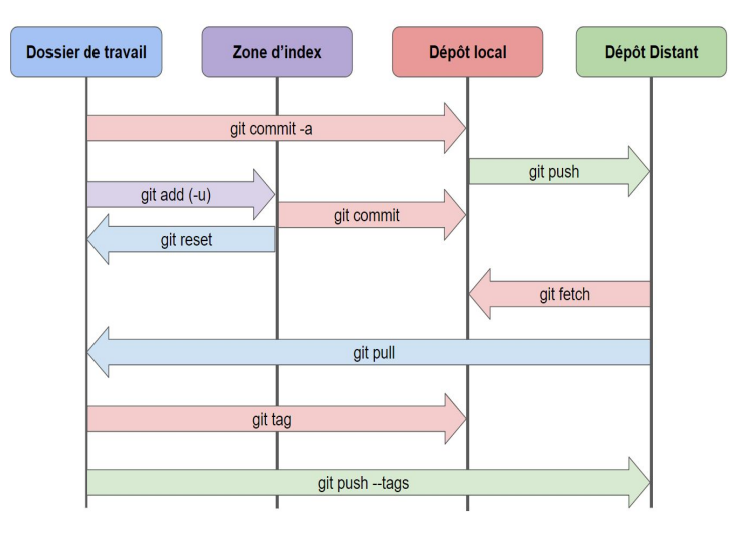 Dossier de travail
Zone d'index
Dépôt local
Dépôt Distant
git commit -a
git push
git add (-u)
git commit
git reset
git fetch
git pull
git tag
git push --tags